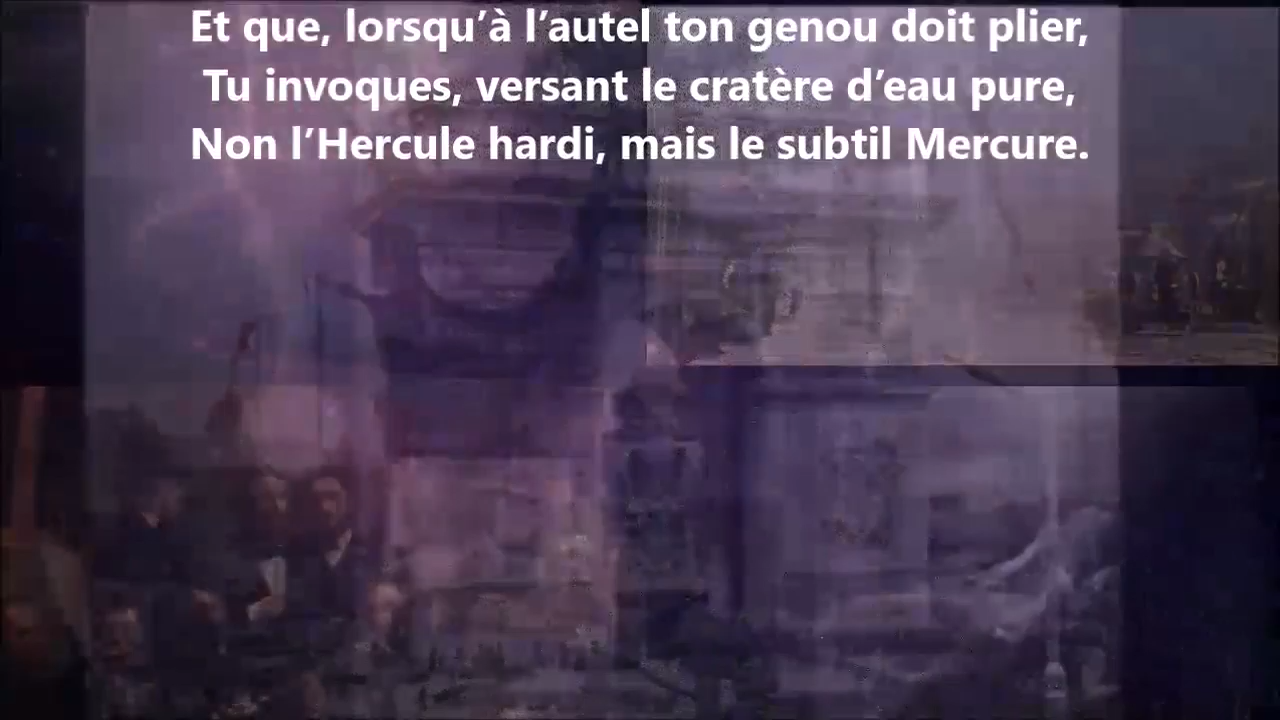 Et que, lorsqu’à l’autel ton genou doit plier,
Tu invoques, versant le cratère d’eau pure,
Non l’Hercule hardi, mais le subtil Mercure.